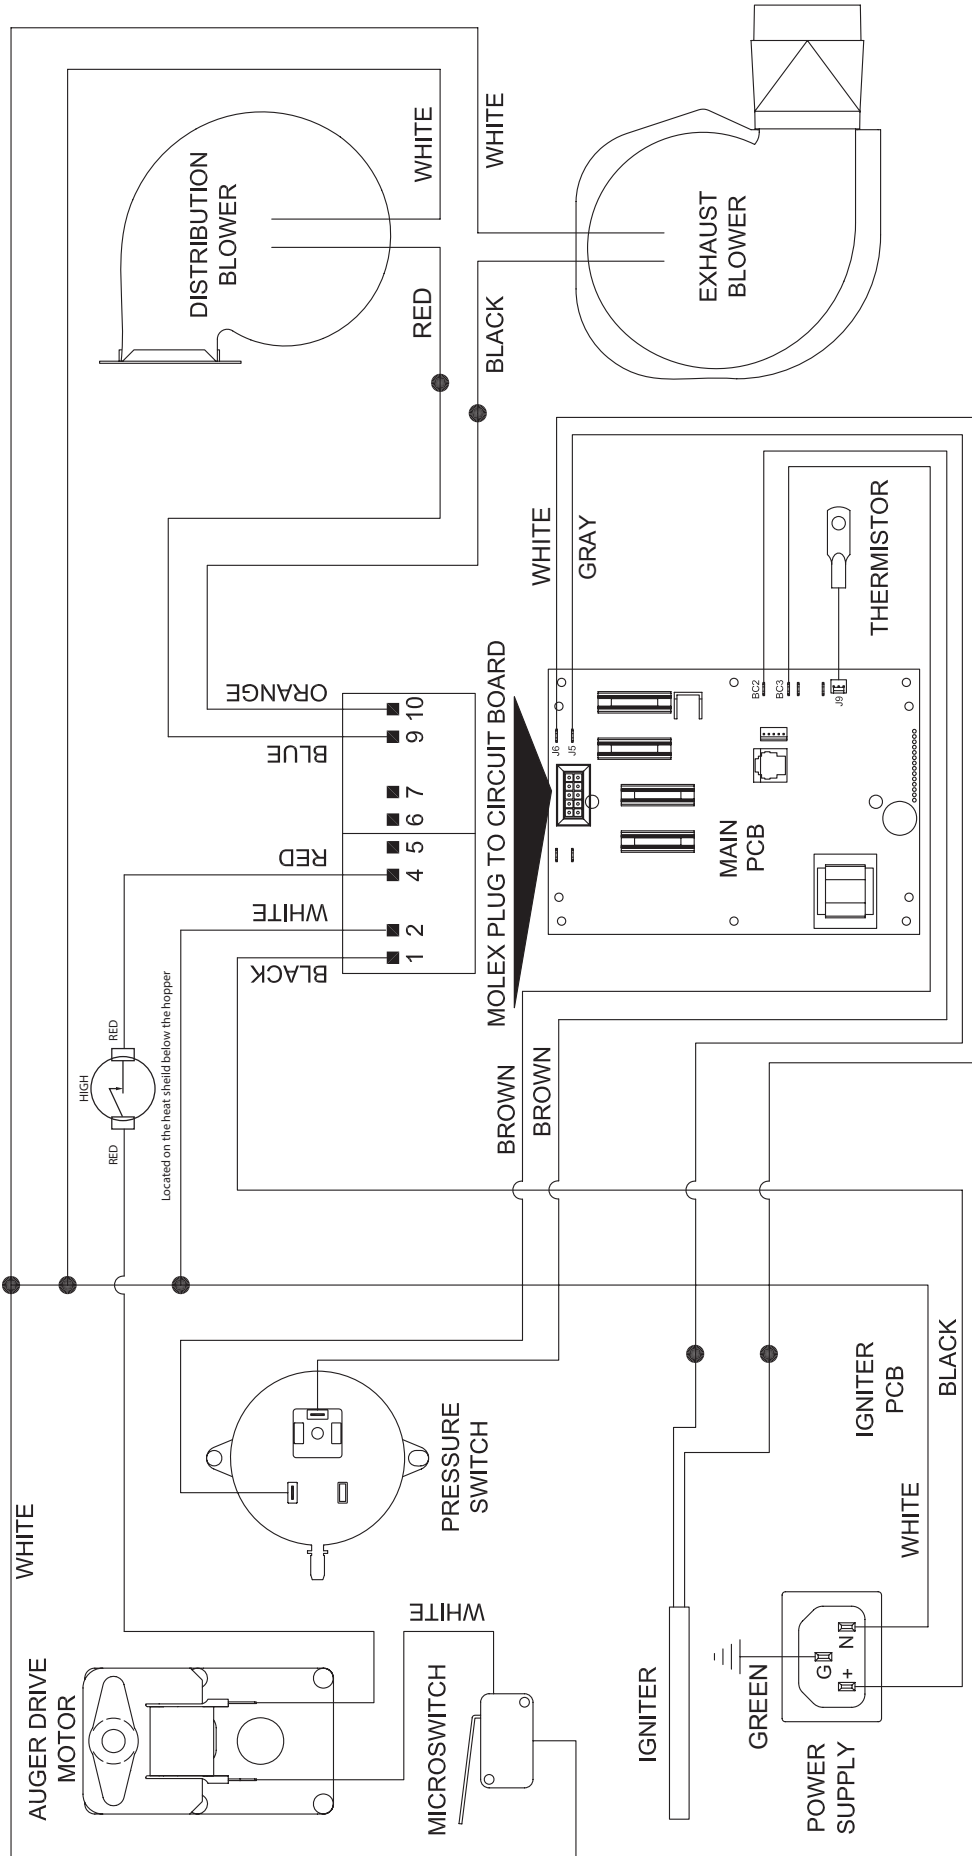 AUGER DRIVE
MOTOR
WHITE
RED
HIGH
RED
Located on the heat sheild below the hopper
DISTRIBUTION
BLOWER
WHITE
WHITE
RED
BLACK
EXHAUST
BLOWER
MICROSWITCH
WHITE
PRESSURE
SWITCH
BLACK
WHITE
RED
BLUE
ORANGE
1
2
4
5
6
7
9
10
MOLEX PLUG TO CIRCUIT BOARD
BROWN
BROWN
WHITE
GRAY
J6
J5
MAIN
PCB
BC2
BC3
J9
THERMISTOR
IGNITER
IGNITER
PCB
GREEN
G
+
N
WHITE
BLACK
POWER
SUPPLY